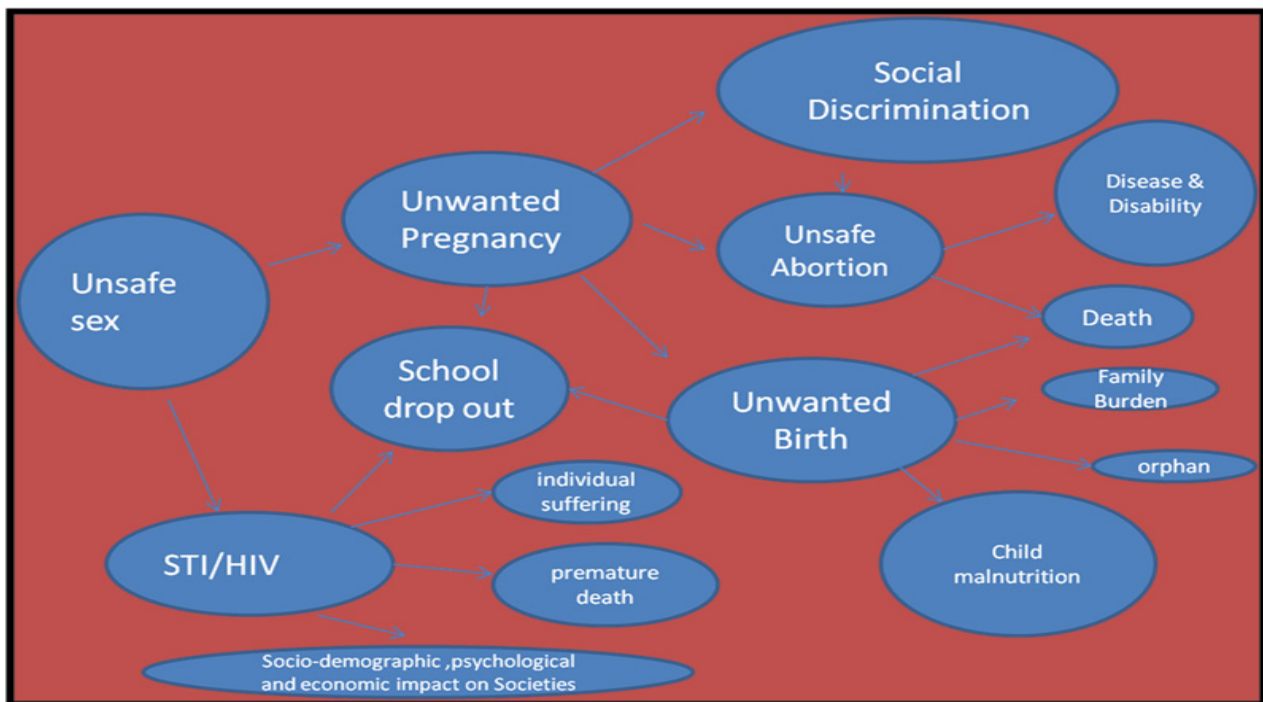 Social
Discrimination
Disease &
Disability
Unwanted
Pregnancy
Unsafe
Abortion
Unsafe
sex
Death
School
drop out
Family
Burden
Unwanted
Birth
orphan
individual
suffering
STI/HIV
premature
death
Child
malnutrition
Socio-demographic ,psychological
and economic impact on Societies